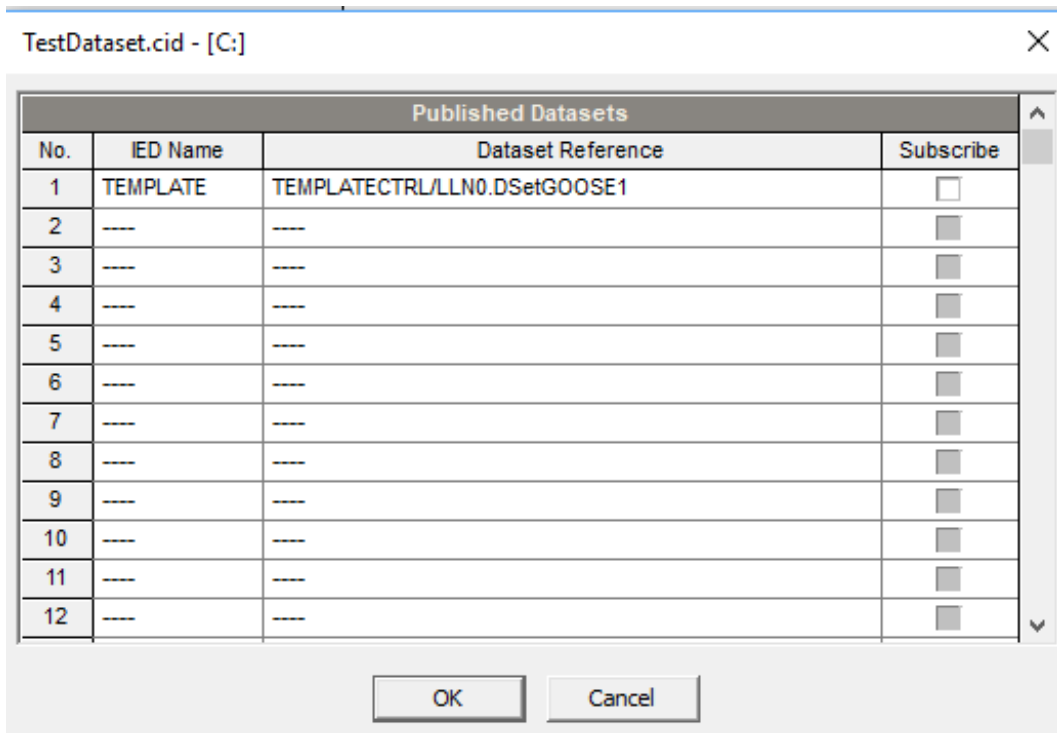 TestDataset.cid - [C:]
Published Datasets
No. IED Name Dataset Reference Subscribe
1 TEMPLATE TEMPLATECTRL/LLN0.DSetGOOSE1
2 ---- ----
3 ---- ----
4 ---- ----
5 ---- ----
6 ---- ----
7 ---- ----
8 ---- ----
9 ---- ----
10 ---- ----
11 ---- ----
12 ---- ----
OK Cancel